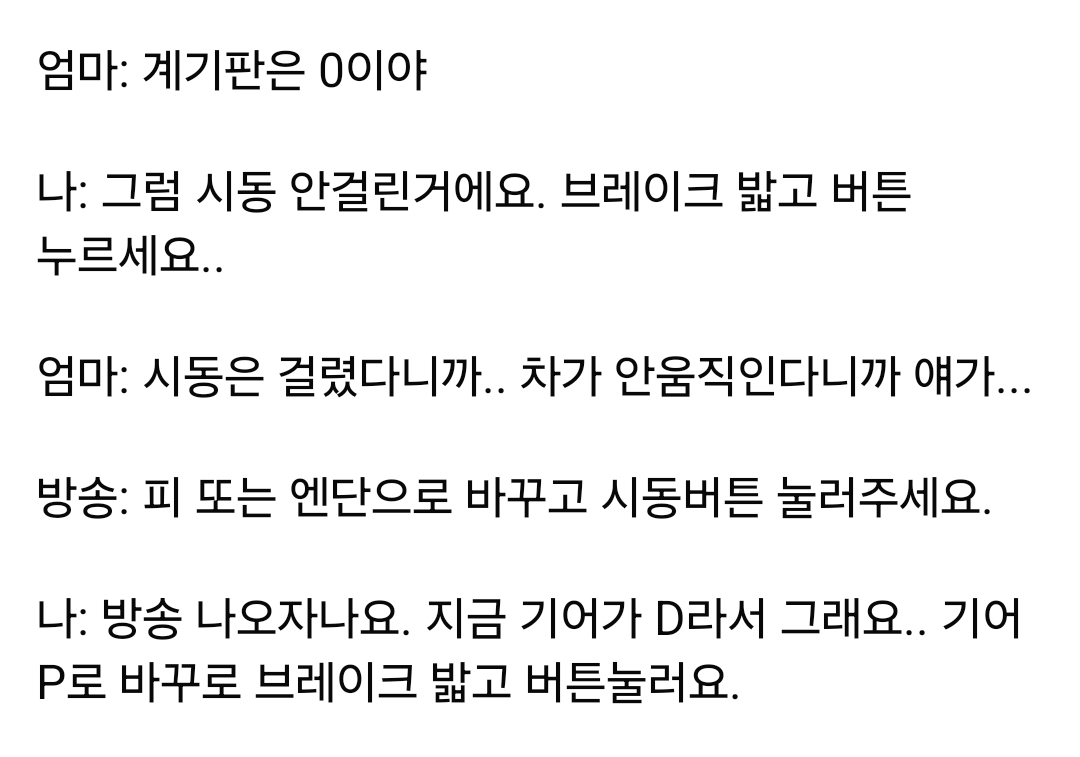 엄마: 계기판은 0이야
나: 그럼 시동 안걸린거에요. 브레이크 밟고 버튼
누르세요..
엄마: 시동은 걸렸다니까.. 차가 안움직인다니까 얘가...
방송: 피 또는 엔단으로 바꾸고 시동버튼 눌러주세요.
나: 방송 나오자나요. 지금 기어가 D라서 그래요.. 기어
P로 바꾸로 브레이크 밟고 버튼눌러요.